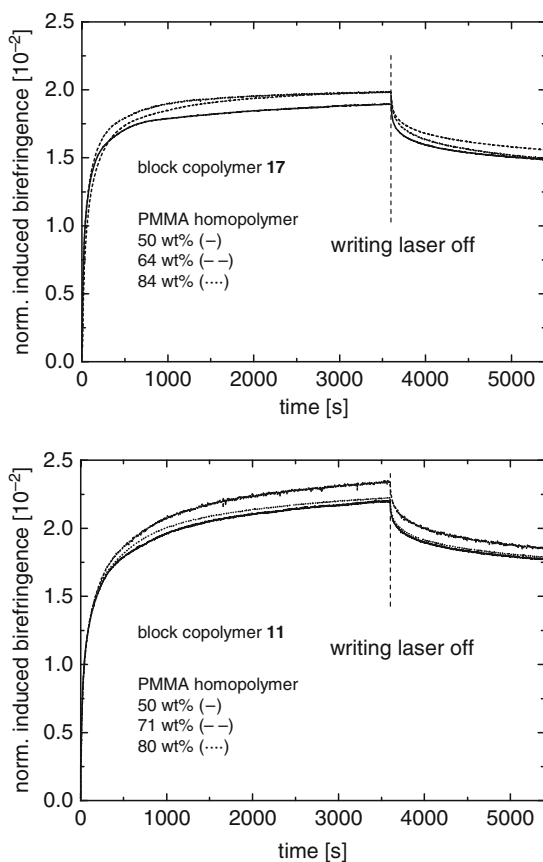 norm. induced birefringence [10⁻²]
2.5
2.0
1.5
1.0
0.5
0.0
block copolymer 17
PMMA homopolymer
50 wt% (–)
64 wt% (– –)
84 wt% (····)
writing laser off
0 1000 2000 3000 4000 5000
time [s]
norm. induced birefringence [10⁻²]
2.5
2.0
1.5
1.0
0.5
0.0
block copolymer 11
PMMA homopolymer
50 wt% (–)
71 wt% (– –)
80 wt% (····)
writing laser off
0 1000 2000 3000 4000 5000
time [s]